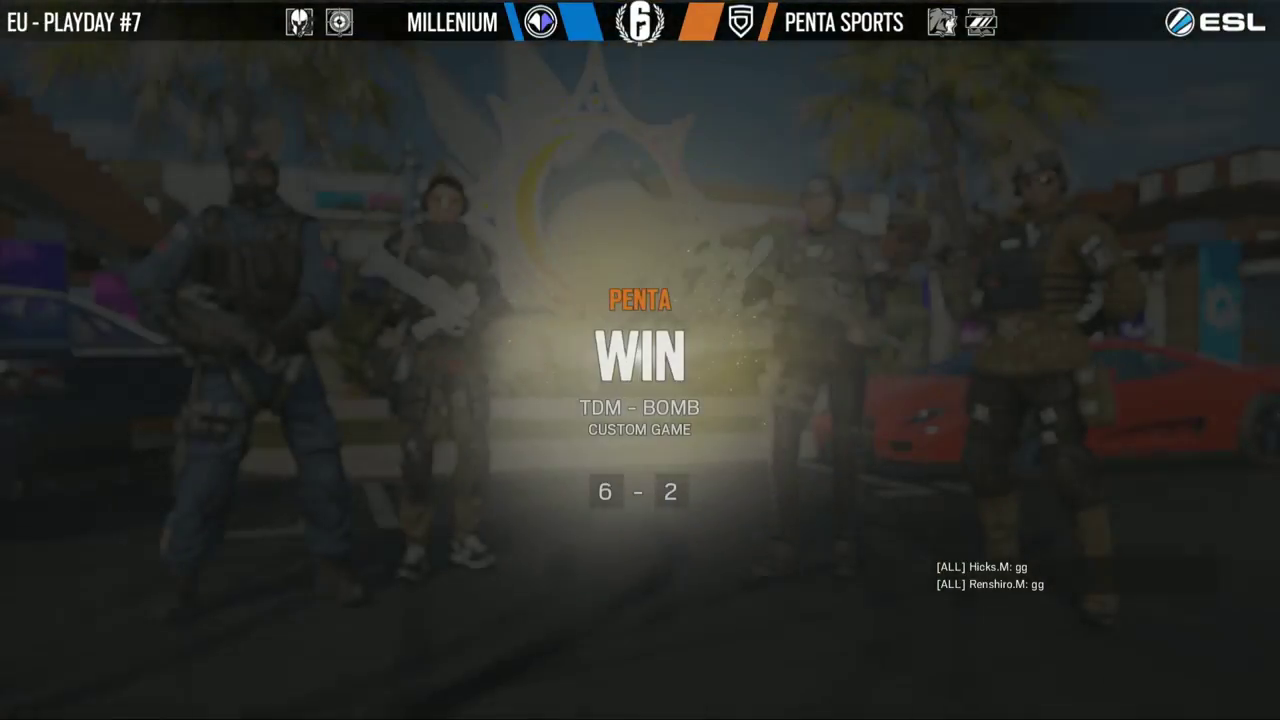 EU - PLAYDAY #7
MILLENIUM
6
PENTA SPORTS
ESL
PENTA
WIN
TDM - BOMB
CUSTOM GAME
6 - 2
[ALL] Hicks.M: gg
[ALL] Renshiro.M: gg